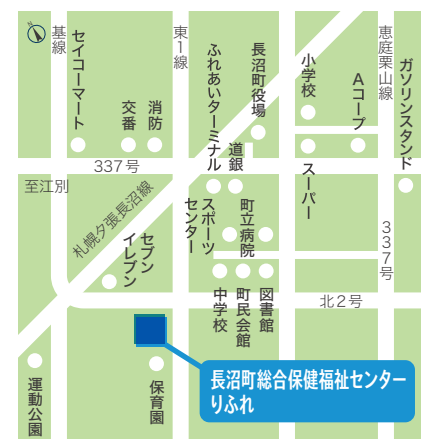 N
基線
セイコーマート
交番
消防
東1線
ふれあいターミナル
長沼町役場
道銀
小学校
Aコープ
恵庭栗山線
ガソリンスタンド
337号
至江別
札幌夕張長沼線
スーパー
スポーツ
センター
町立病院
セブン
イレブン
337号
中学校
町民会館
図書館
北2号
運動公園
保育園
長沼町総合保健福祉センター
りふれ